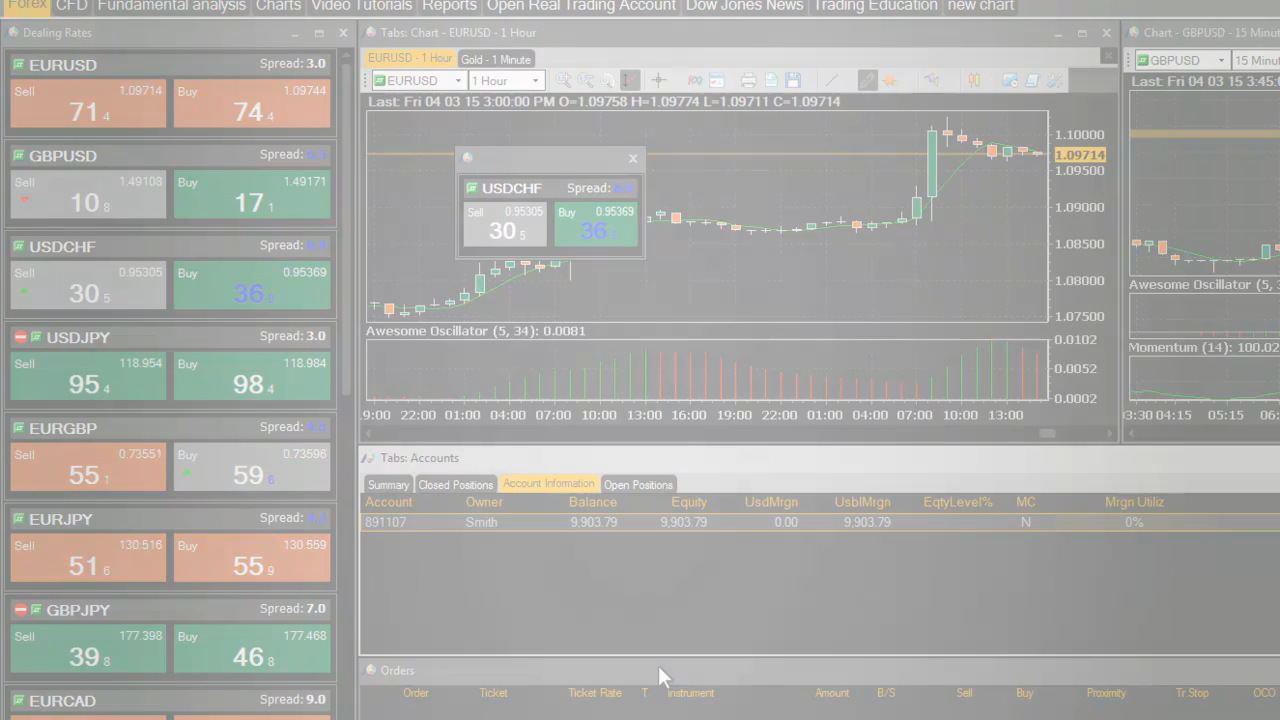 Forex CFD Fundamental analysis Charts Video Tutorials Reports Open Real Trading Account Dow Jones News Trading Education new chart
Dealing Rates
EURUSD Spread: 3.0
Sell 1.09714 Buy 1.09744
71 4 74 4
GBPUSD Spread:
Sell 1.49108 Buy 1.49171
10 8 17 1
USDCHF Spread:
Sell 0.95305 Buy 0.95369
30 5 36
USDJPY Spread: 3.0
Sell 118.954 Buy 118.984
95 4 98 4
EURGBP Spread:
Sell 0.73551 Buy 0.73596
55 1 59 6
EURJPY Spread:
Sell 130.516 Buy 130.559
51 6 55 9
GBPJPY Spread: 7.0
Sell 177.398 Buy 177.468
39 8 46 8
EURCAD Spread: 9.0
Tabs: Chart - EURUSD - 1 Hour
EURUSD - 1 Hour Gold - 1 Minute
EURUSD 1 Hour
Last: Fri 04 03 15 3:00:00 PM O=1.09758 H=1.09774 L=1.09711 C=1.09714
1.10000
1.09714
1.09500
1.09000
1.08500
1.08000
1.07500
USDCHF Spread:
Sell 0.95305 Buy 0.95369
30 5 36
Awesome Oscillator (5, 34): 0.0081
0.0102
0.0052
0.0002
9:00 22:00 01:00 04:00 07:00 10:00 13:00 16:00 19:00 22:00 01:00 04:00 07:00 10:00 13:00
Chart - GBPUSD - 15 Minut
GBPUSD 15 Minut
Last: Fri 04 03 15 3:45:0
Awesome Oscillator (5, 3
Momentum (14): 100.02
03:30 04:15 05:15 06:
Tabs: Accounts
Summary Closed Positions Account Information Open Positions
Account Owner Balance Equity UsdMrgn UsblMrgn EqtyLevel% MC Mrgn Utiliz
891107 Smith 9,903.79 9,903.79 0.00 9,903.79 N 0%
Orders
Order Ticket Ticket Rate T Instrument Amount B/S Sell Buy Proximity Tr.Stop OCO